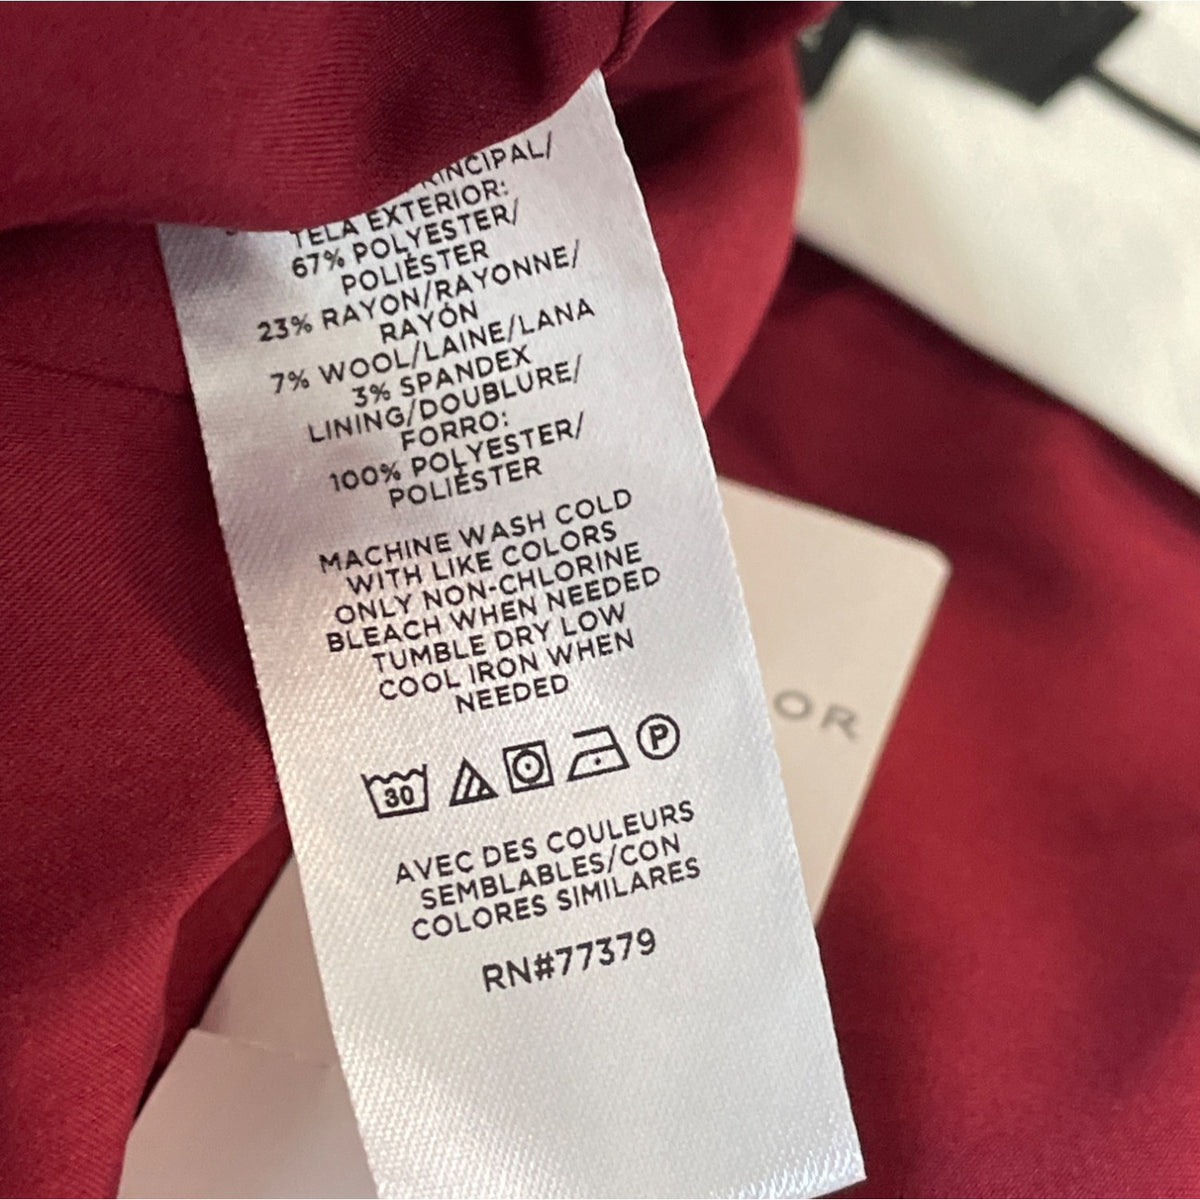 PRINCIPAL/
TELA EXTERIOR:
67% POLYESTER/
POLIÉSTER
23% RAYON/RAYONNE/
RAYÓN
7% WOOL/LAINE/LANA
3% SPANDEX
LINING/DOUBLURE/
FORRO:
100% POLYESTER/
POLIÉSTER
MACHINE WASH COLD
WITH LIKE COLORS
ONLY NON-CHLORINE
BLEACH WHEN NEEDED
TUMBLE DRY LOW
COOL IRON WHEN
NEEDED
30 P
AVEC DES COULEURS
SEMBLABLES/CON
COLORES SIMILARES
RN#77379
OR